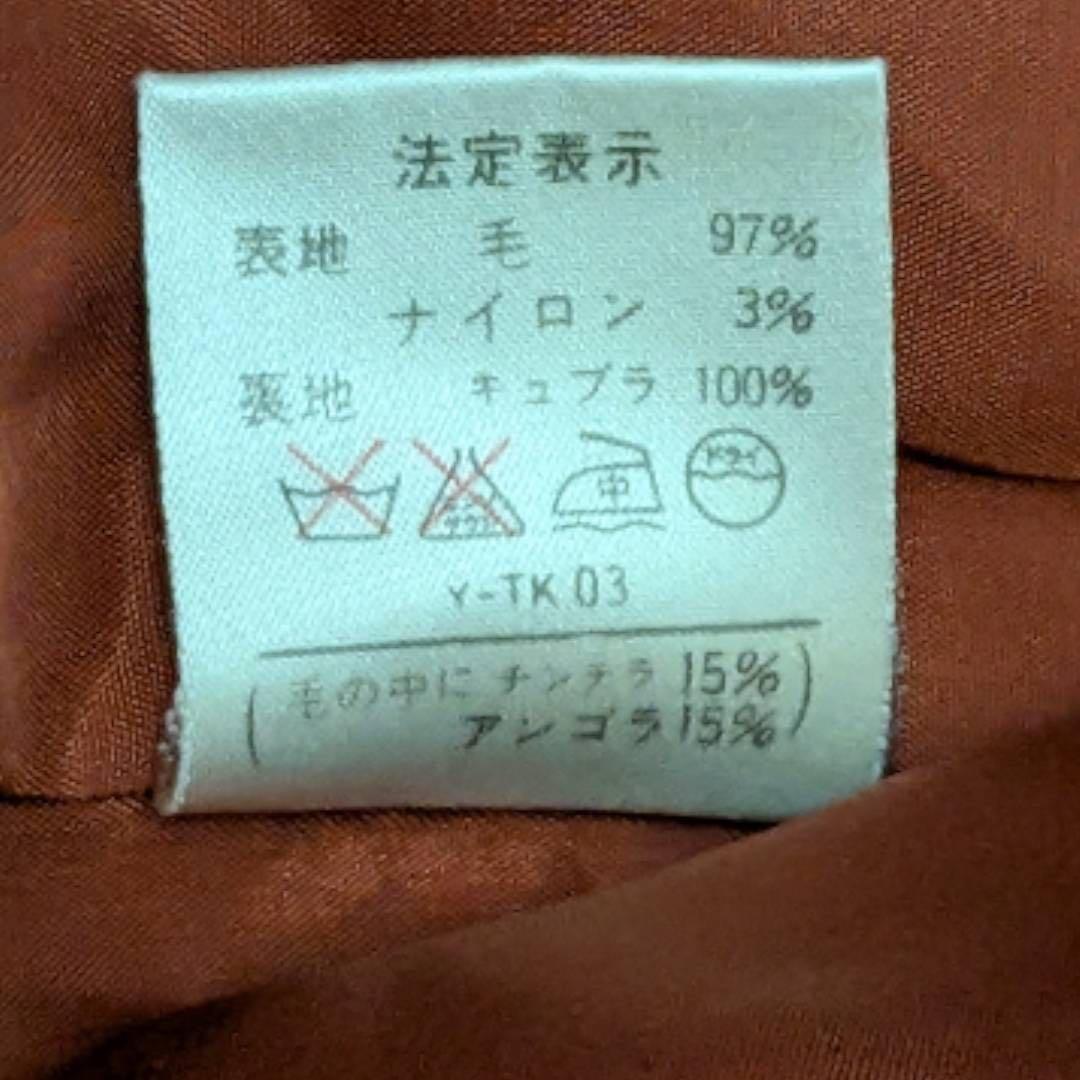 法定表示
表地 毛 97%
ナイロン 3%
裏地 キュプラ 100%
中 ドライ
Y-TK 03
(毛の中に チンチラ 15%
アンゴラ 15%)